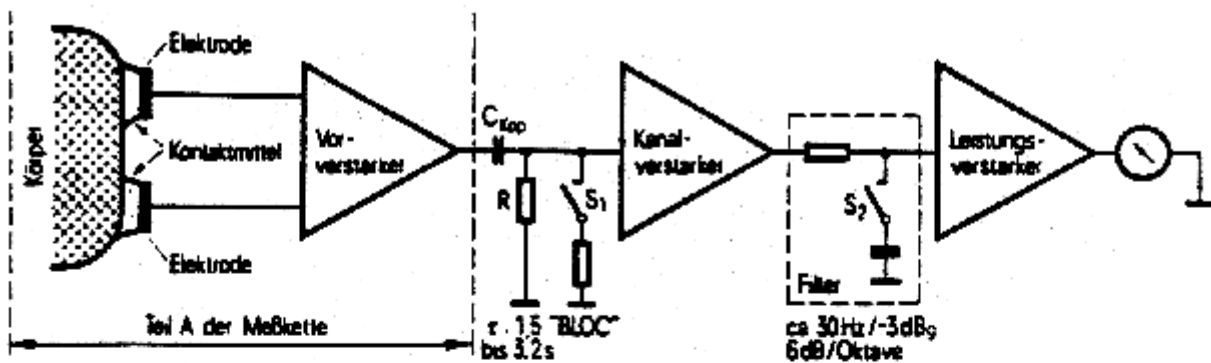 Elektrode
Körper
Kontaktmittel
Elektrode
Vor-
verstärker
CKop
R
S1
Kanal-
verstärker
S2
Filter
Leistungs-
verstärker
Teil A der Meßkette
τ · 1.5 "BLOC"
bis 3.2s
ca 30Hz/-3dB
6dB/Oktave